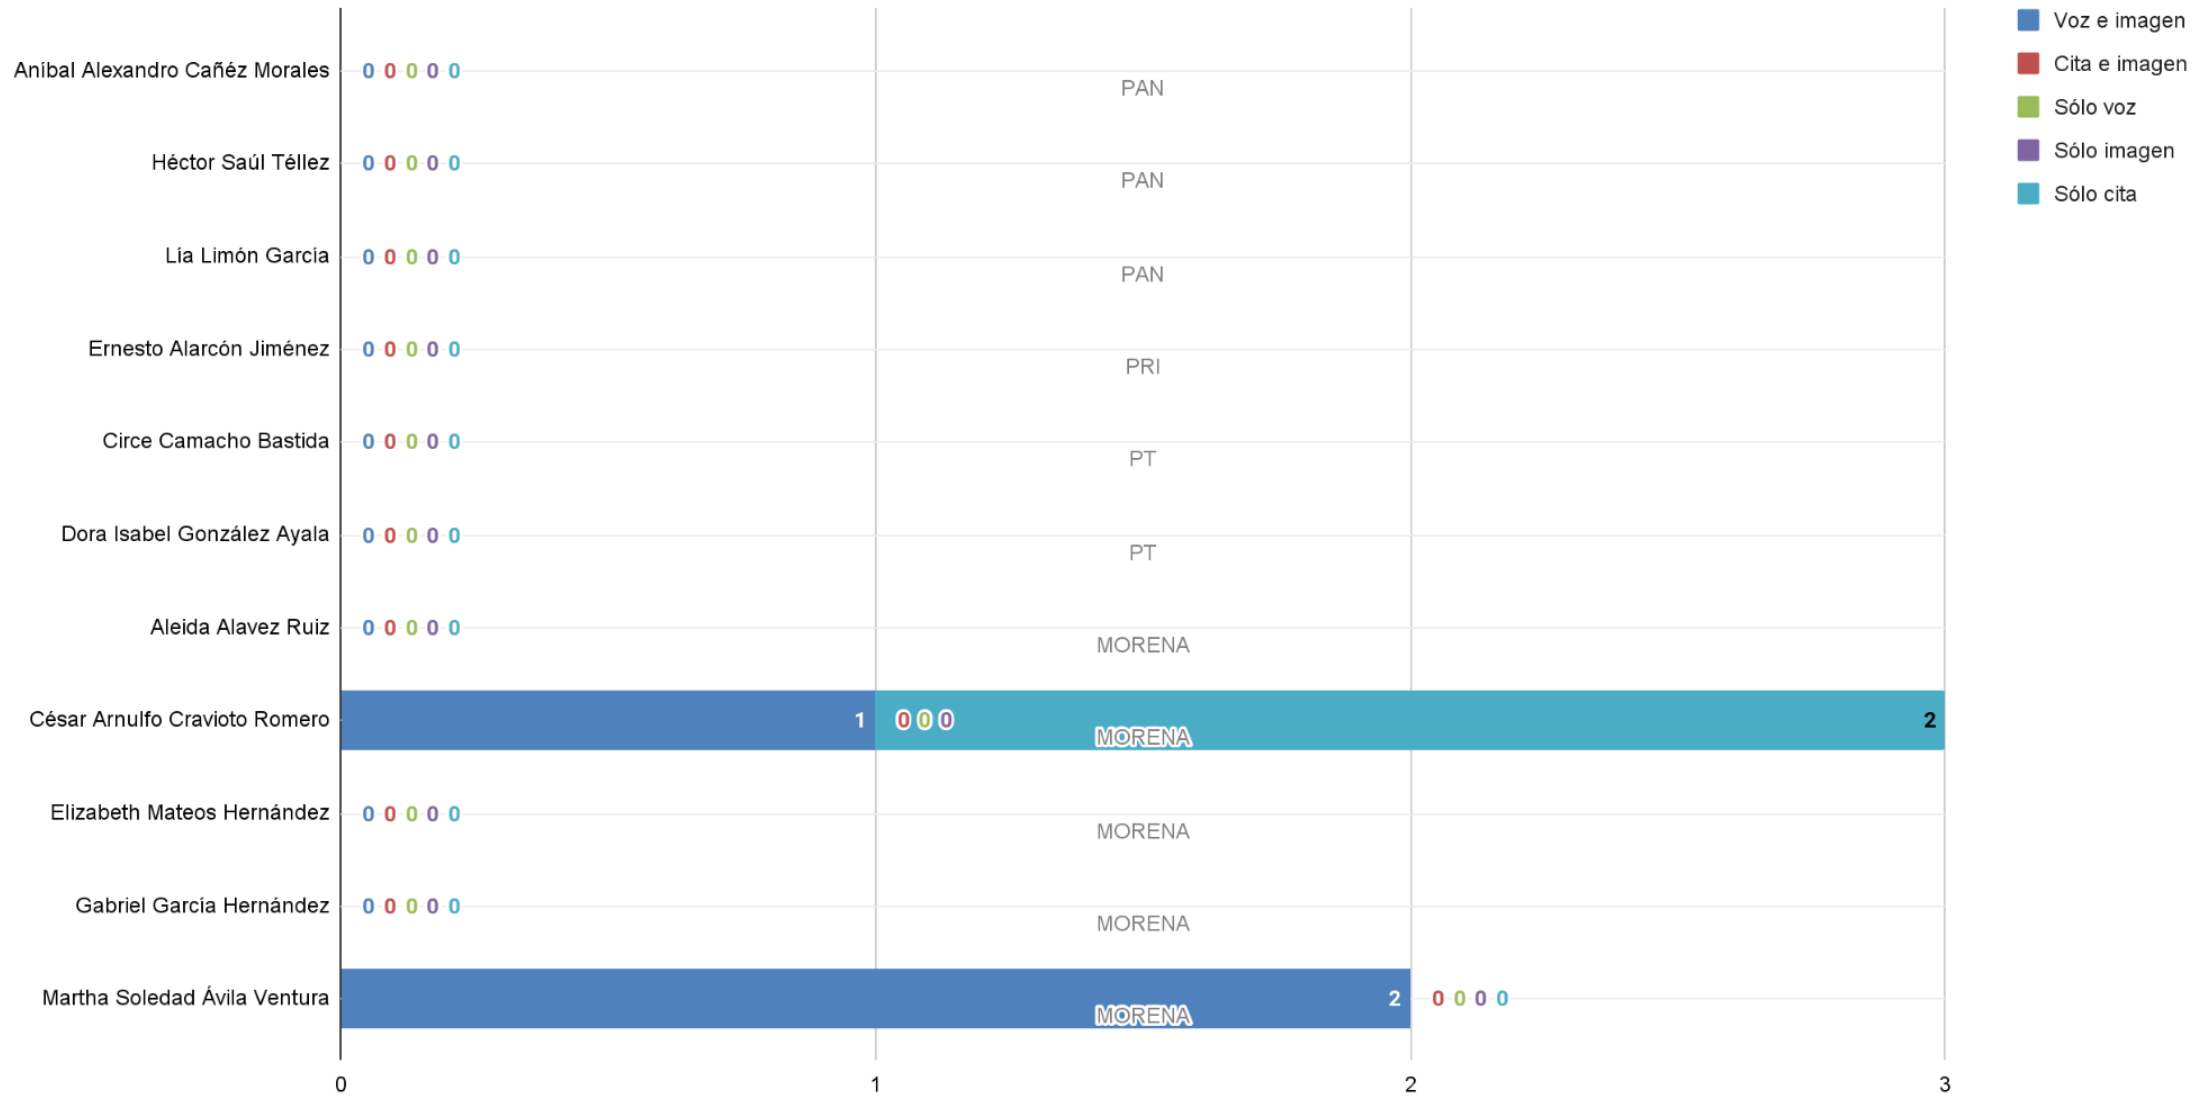 Voz e imagen
Cita e imagen
Sólo voz
Sólo imagen
Sólo cita
Aníbal Alexandro Cañéz Morales 0 0 0 0 0
PAN
Héctor Saúl Téllez 0 0 0 0 0
PAN
Lía Limón García 0 0 0 0 0
PAN
Ernesto Alarcón Jiménez 0 0 0 0 0
PRI
Circe Camacho Bastida 0 0 0 0 0
PT
Dora Isabel González Ayala 0 0 0 0 0
PT
Aleida Alavez Ruiz 0 0 0 0 0
MORENA
César Arnulfo Cravioto Romero 1 0 0 0 2
MORENA
Elizabeth Mateos Hernández 0 0 0 0 0
MORENA
Gabriel García Hernández 0 0 0 0 0
MORENA
Martha Soledad Ávila Ventura 2 0 0 0 0
MORENA
0 1 2 3